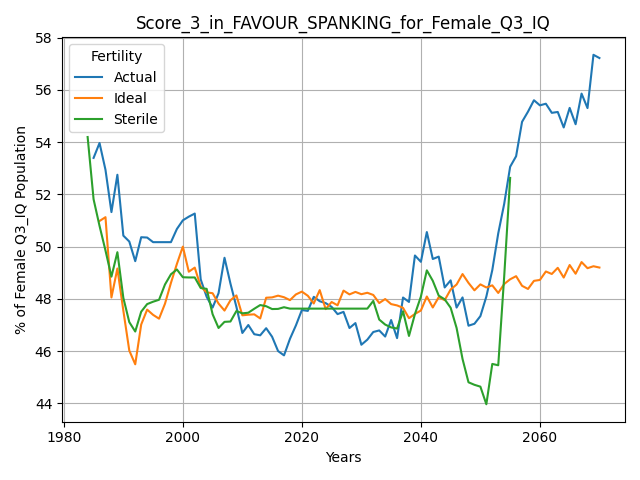 Score_3_in_FAVOUR_SPANKING_for_Female_Q3_IQ
Fertility
Actual
Ideal
Sterile
% of Female Q3_IQ Population
58
56
54
52
50
48
46
44
1980
2000
2020
2040
2060
Years